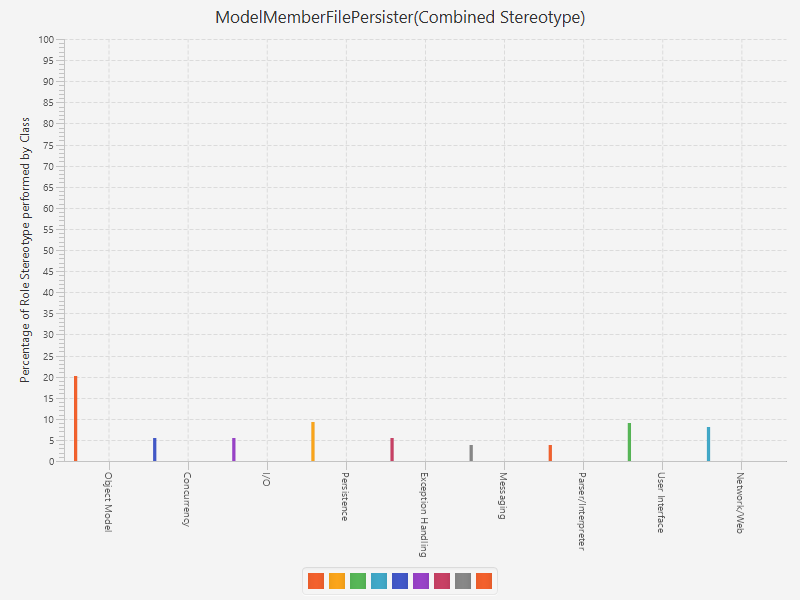 ModelMemberFilePersister(Combined Stereotype)
Percentage of Role Stereotype performed by Class
100
95
90
85
80
75
70
65
60
55
50
45
40
35
30
25
20
15
10
5
0
Object Model
Concurrency
I/O
Persistence
Exception Handling
Messaging
Parser/Interpreter
User Interface
Network/Web